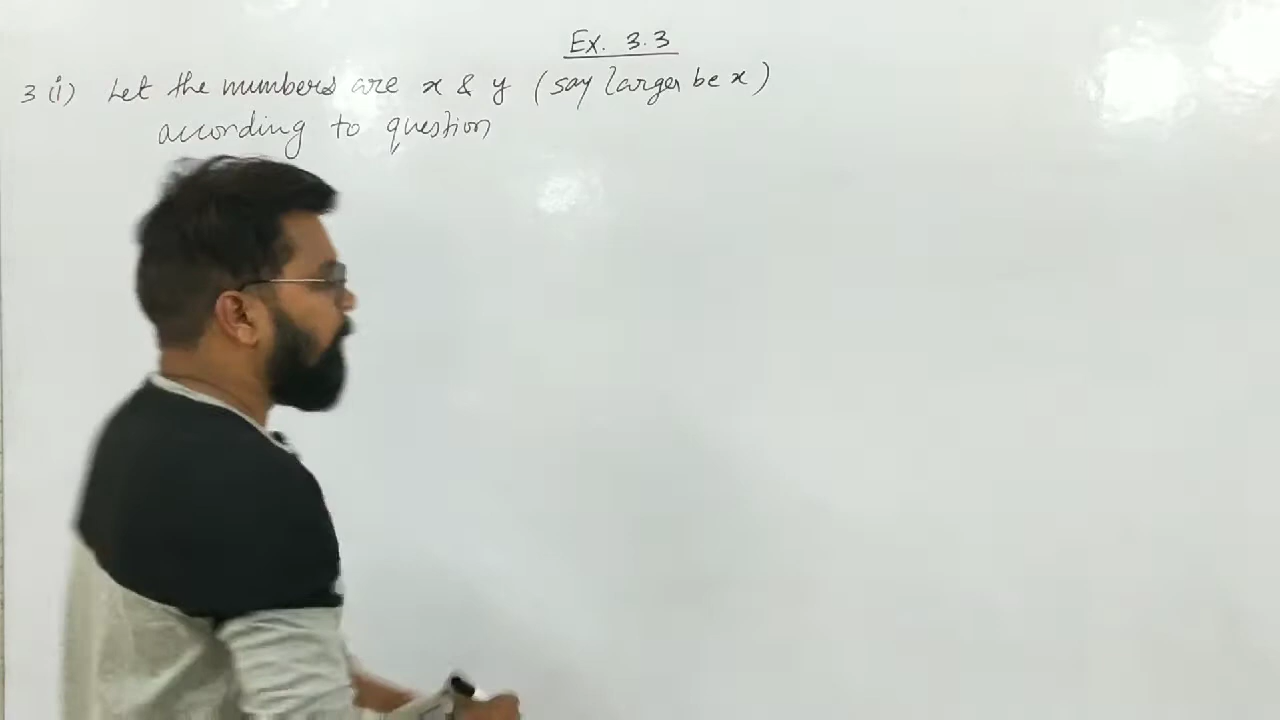 Ex. 3.3
3 (i) Let the numbers are x & y (say larger be x)
according to question